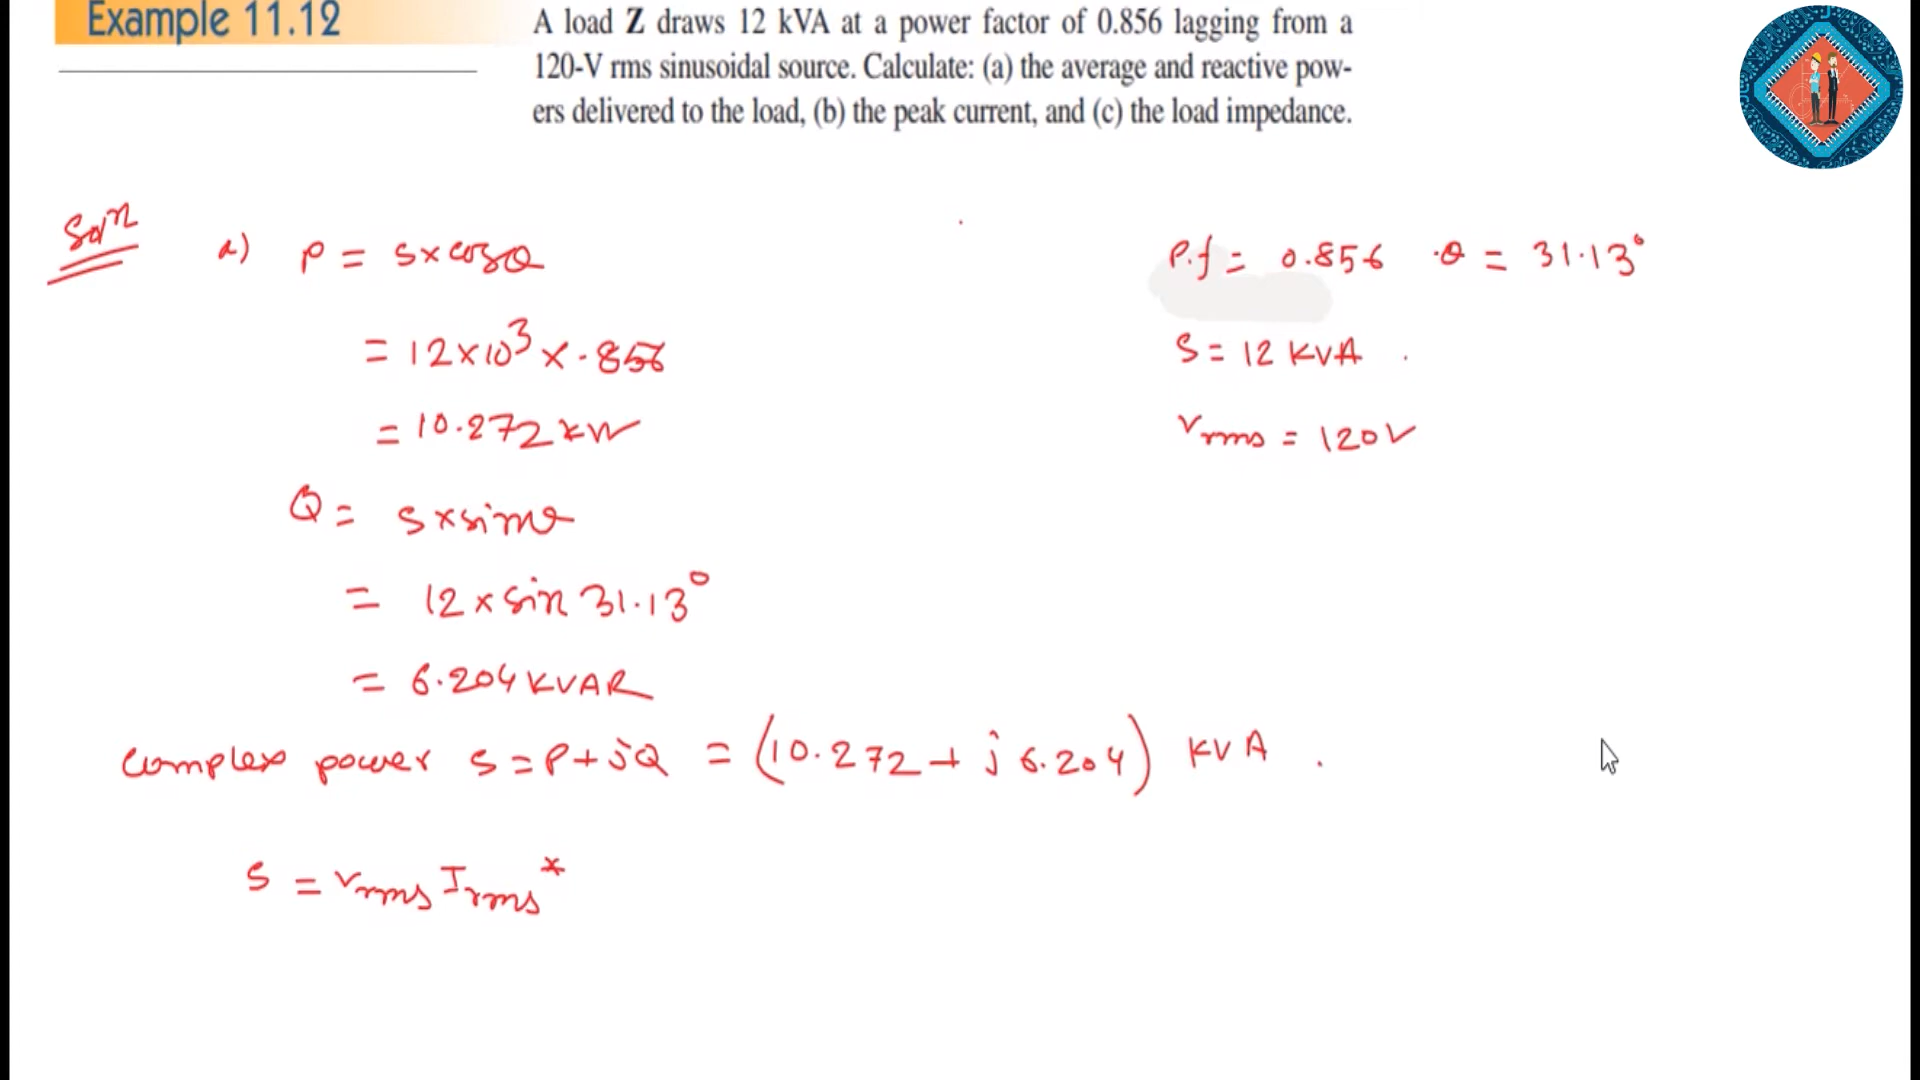 Example 11.12
A load Z draws 12 kVA at a power factor of 0.856 lagging from a
120-V rms sinusoidal source. Calculate: (a) the average and reactive pow-
ers delivered to the load, (b) the peak current, and (c) the load impedance.
Soln
a) P = S×cosθ
= 12×10³ × .856
= 10.272 kW
Q = S×sinθ
= 12 × sin 31.13°
= 6.204 KVAR
Complex power S = P+jQ = (10.272 + j 6.204) KVA .
S = Vrms Irms*
P.f = 0.856 θ = 31.13°
S = 12 KVA .
Vrms = 120V